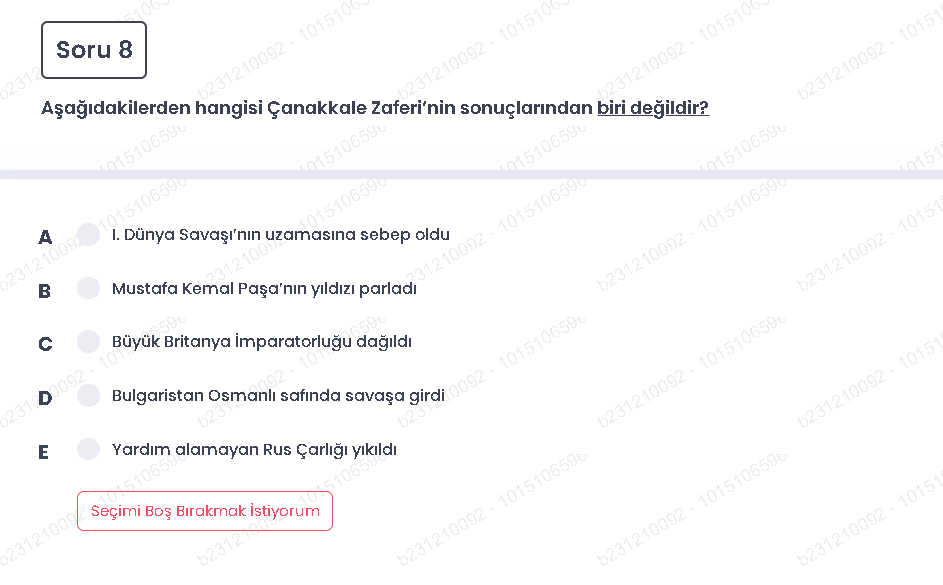 Soru 8
Aşağıdakilerden hangisi Çanakkale Zaferi’nin sonuçlarından biri değildir?
A I. Dünya Savaşı’nın uzamasına sebep oldu
B Mustafa Kemal Paşa’nın yıldızı parladı
C Büyük Britanya İmparatorluğu dağıldı
D Bulgaristan Osmanlı safında savaşa girdi
E Yardım alamayan Rus Çarlığı yıkıldı
Seçimi Boş Bırakmak İstiyorum
b231210092 - 1015106596